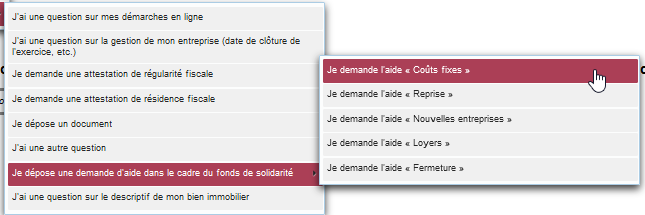 J'ai une question sur mes démarches en ligne
J'ai une question sur la gestion de mon entreprise (date de clôture de
l'exercice, etc.)
Je demande une attestation de régularité fiscale
Je demande une attestation de résidence fiscale
Je dépose un document
J'ai une autre question
Je dépose une demande d'aide dans le cadre du fonds de solidarité
J'ai une question sur le descriptif de mon bien immobilier
Je demande l'aide « Coûts fixes »
Je demande l'aide « Reprise »
Je demande l'aide « Nouvelles entreprises »
Je demande l'aide « Loyers »
Je demande l'aide « Fermeture »